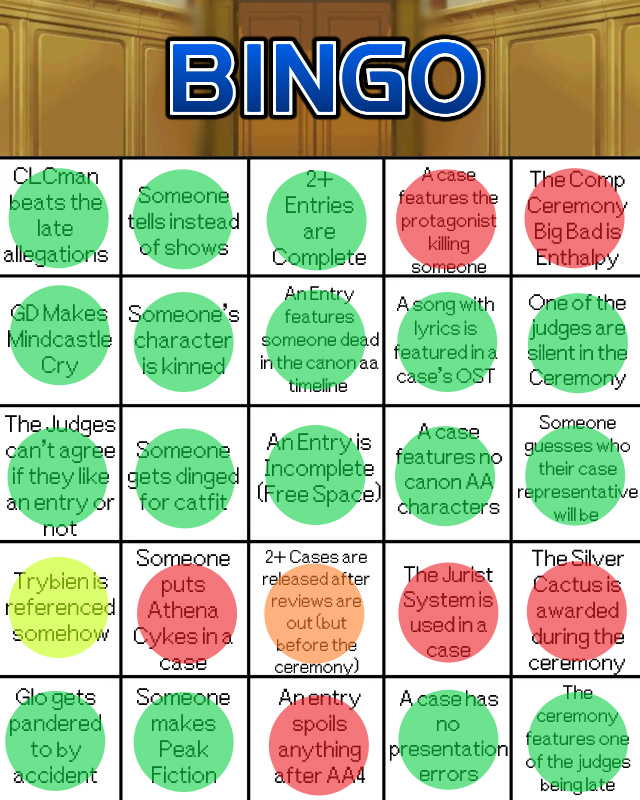 BINGO
CLCman
beats the
late
allegations
Someone
tells instead
of shows
2+
Entries
are
Complete
A case
features the
protagonist
killing
someone
The Comp
Ceremony
Big Bad is
Enthalpy
GD Makes
Mindcastle
Cry
Someone's
character
is kinned
An Entry
features
someone dead
in the canon aa
timeline
A song with
lyrics is
featured in a
case's OST
One of the
judges are
silent in the
Ceremony
The Judges
can't agree
if they like
an entry or
not
Someone
gets dinged
for catfit
An Entry is
Incomplete
(Free Space)
A case
features no
canon AA
characters
Someone
guesses who
their case
representative
will be
Trybien is
referenced
somehow
Someone
puts
Athena
Cykes in a
case
2+ Cases are
released after
reviews are
out (but
before the
ceremony)
The Jurist
System is
used in a
case
The Silver
Cactus is
awarded
during the
ceremony
Glo gets
pandered
to by
accident
Someone
makes
Peak
Fiction
An entry
spoils
anything
after AA4
A case has
no
presentation
errors
The
ceremony
features one
of the judges
being late